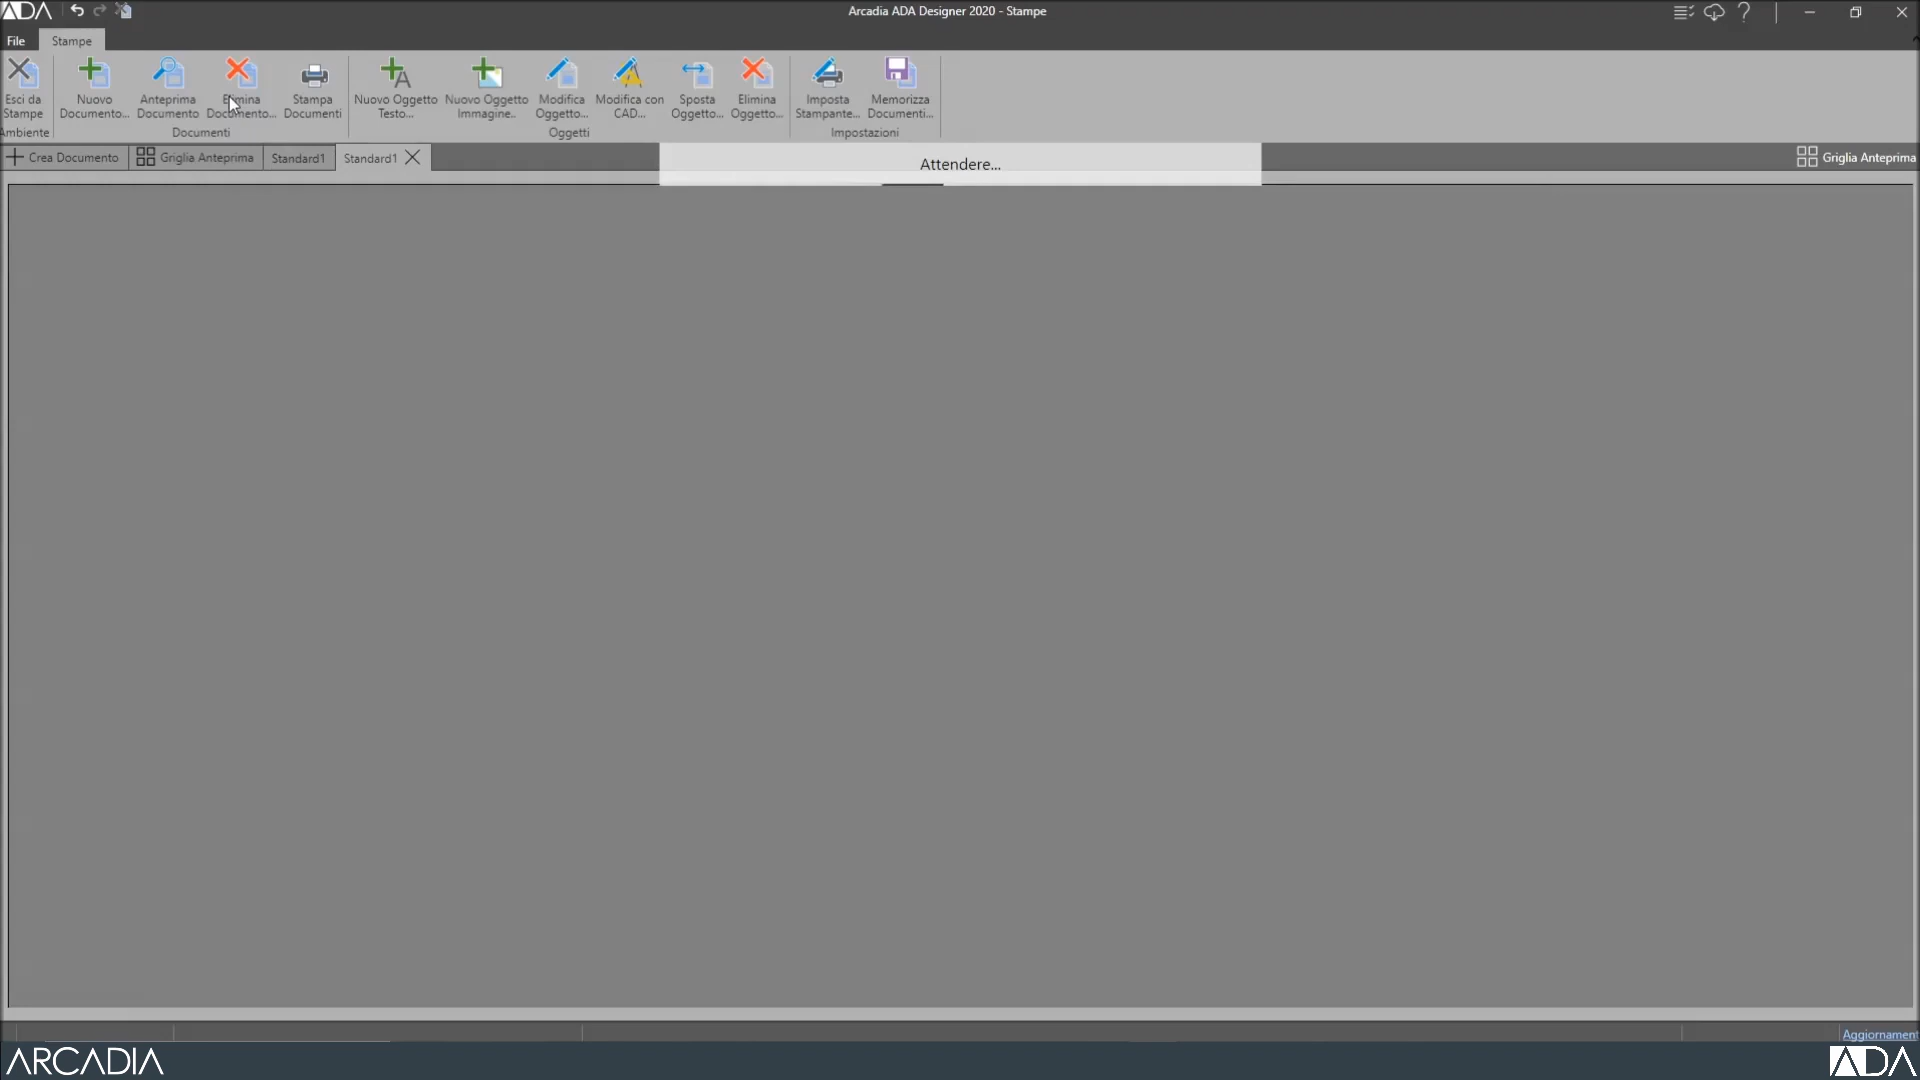 ADA
Arcadia ADA Designer 2020 - Stampe
File
Stampe
Esci da
Stampe
Nuovo
Documento...
Anteprima
Documento
Elimina
Documento...
Stampa
Documenti
Nuovo Oggetto
Testo...
Nuovo Oggetto
Immagine..
Modifica
Oggetto...
Modifica con
CAD...
Sposta
Oggetto...
Elimina
Oggetto...
Imposta
Stampante...
Memorizza
Documenti...
Ambiente
Documenti
Oggetti
Impostazioni
Crea Documento
Griglia Anteprima
Standard1
Standard1
Attendere...
Griglia Anteprima
Aggiornament
ARCADIA
ADA